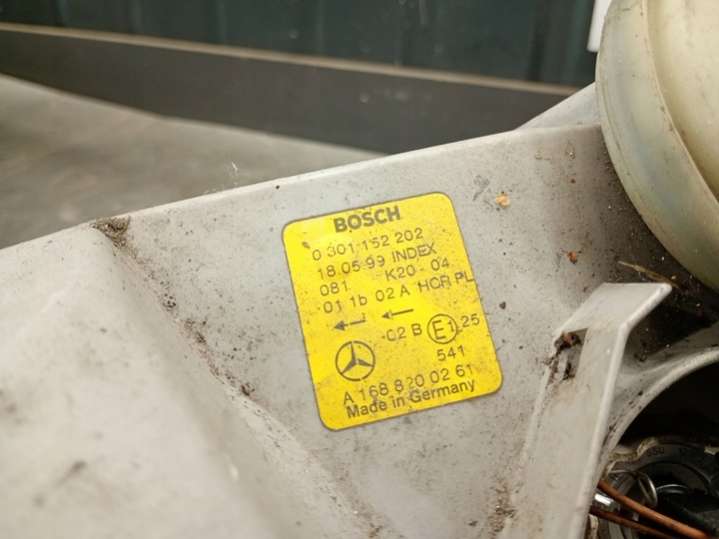 BOSCH
0 301 152 202
18.05.99 INDEX
081 K20-04
01 1b 02 A HCR PL
02 B E1 25
541
A 168 820 02 61
Made in Germany